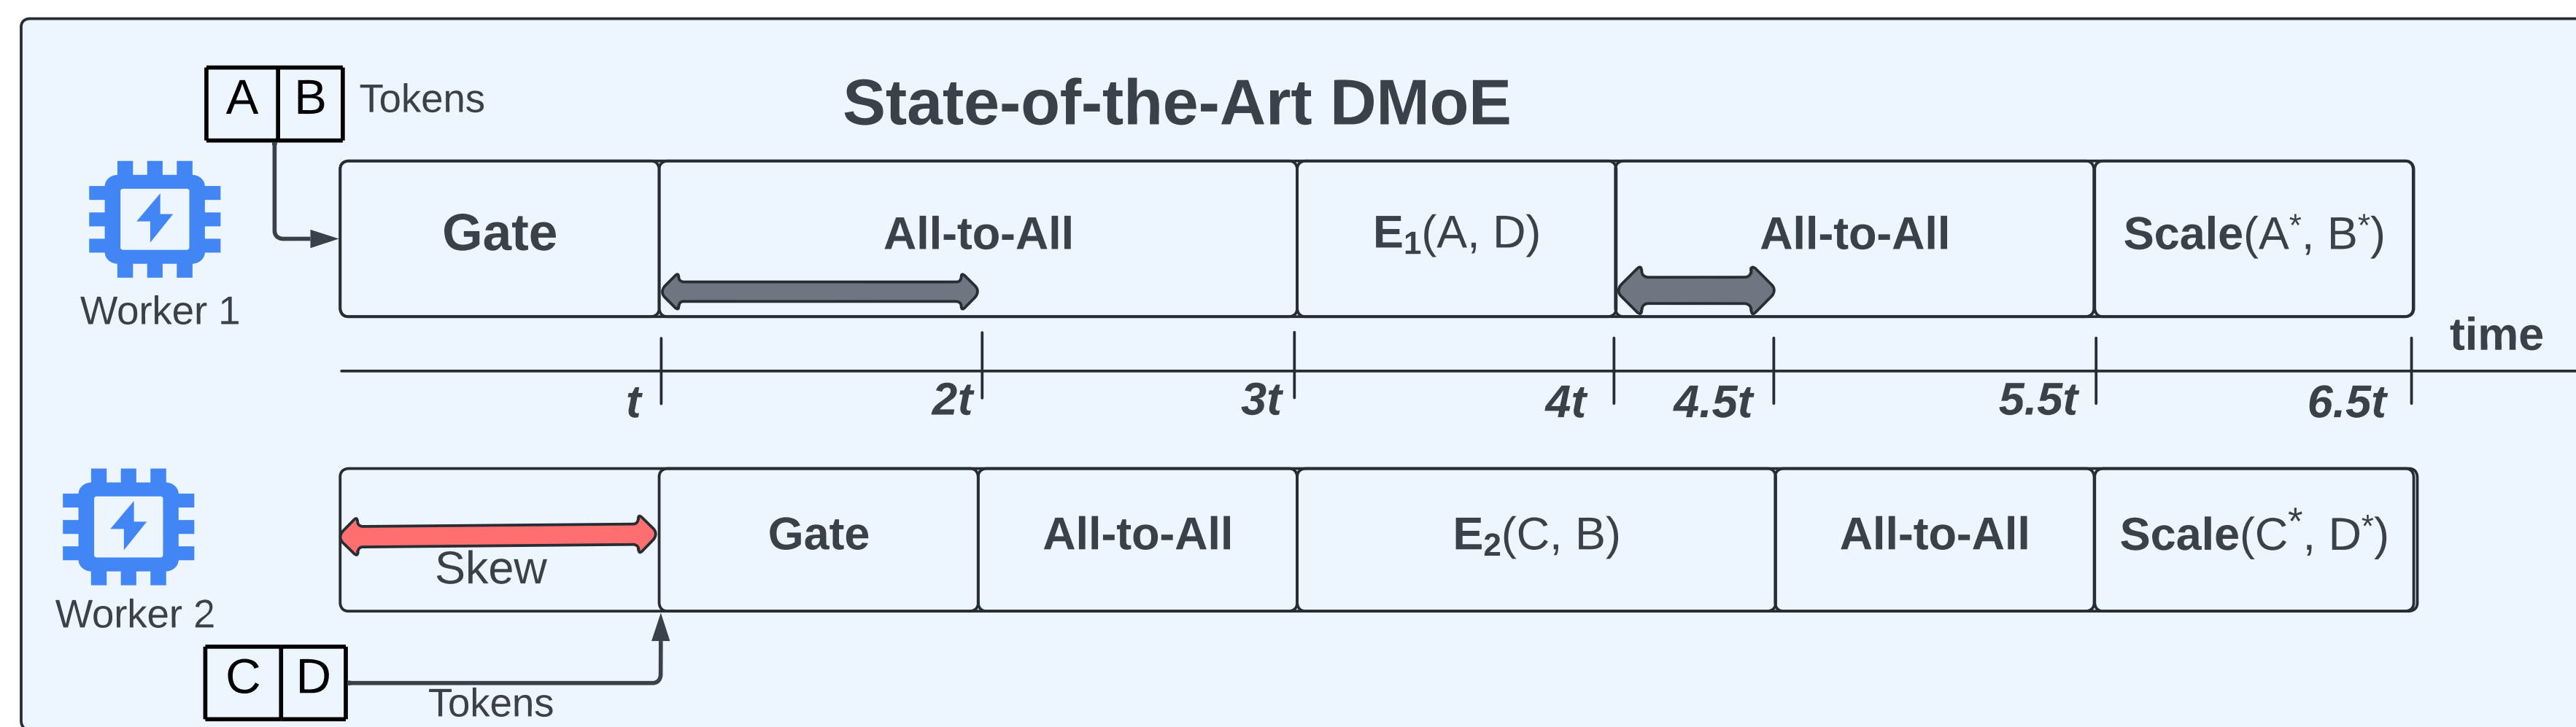 A B Tokens
State-of-the-Art DMoE
Worker 1
Gate
All-to-All
E₁(A, D)
All-to-All
Scale(A*, B*)
time
t
2t
3t
4t
4.5t
5.5t
6.5t
Worker 2
Skew
Gate
All-to-All
E₂(C, B)
All-to-All
Scale(C*, D*)
C D
Tokens